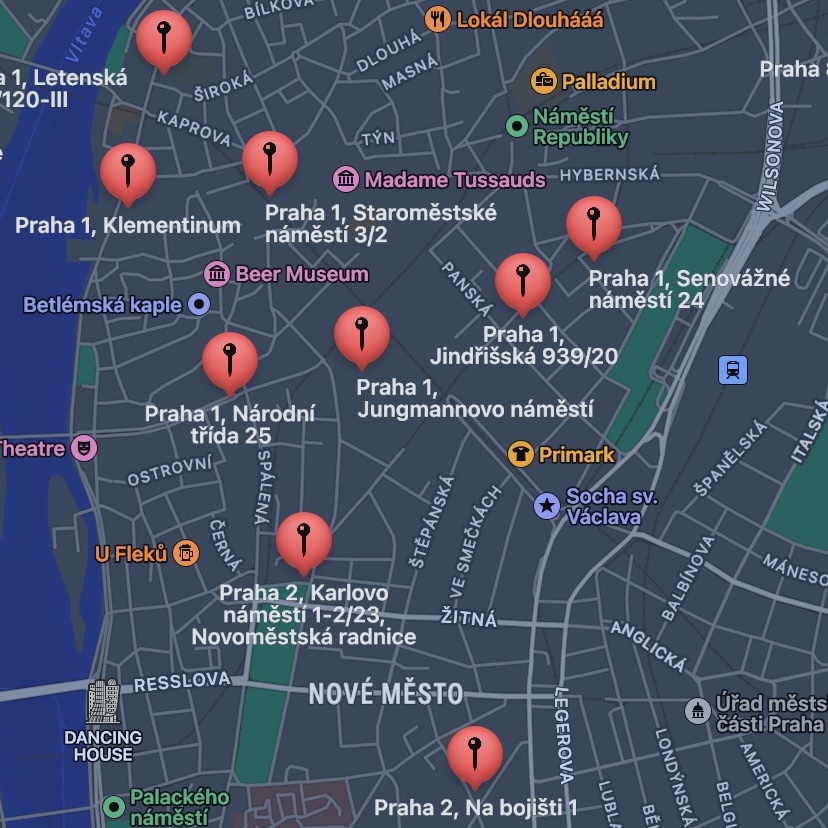 Vltava
BÍLKOVA
Lokál Dlouhááá
DLOUHÁ
MASNÁ
a 1, Letenská
/120-III
ŠIROKÁ
Palladium
Praha 8
KAPROVA
TÝN
Náměstí
Republiky
WILSONOVA
Madame Tussauds
HYBERNSKÁ
Praha 1, Klementinum
Praha 1, Staroměstské
náměstí 3/2
Beer Museum
PANSKÁ
Praha 1, Senovážné
náměstí 24
Betlémská kaple
Praha 1,
Jindřišská 939/20
Praha 1,
Jungmannovo náměstí
Praha 1, Národní
třída 25
Theatre
Primark
ITALSKÁ
OSTROVNÍ
SPÁLENÁ
ŠPANĚLSKÁ
ŠTĚPÁNSKÁ
VE SMEČKÁCH
Socha sv.
Václava
U Fleků
ČERNÁ
BALBÍNOVA
MÁNESO
Praha 2, Karlovo
náměstí 1-2/23,
Novoměstská radnice
ŽITNÁ
ANGLICKÁ
RESSLOVA
NOVÉ MĚSTO
LEGEROVA
Úřad městs
části Praha
DANCING
HOUSE
LONDÝNSKÁ
AMERICKÁ
Palackého
náměstí
Praha 2, Na bojišti 1
LUBLA
BĚ
BELGI